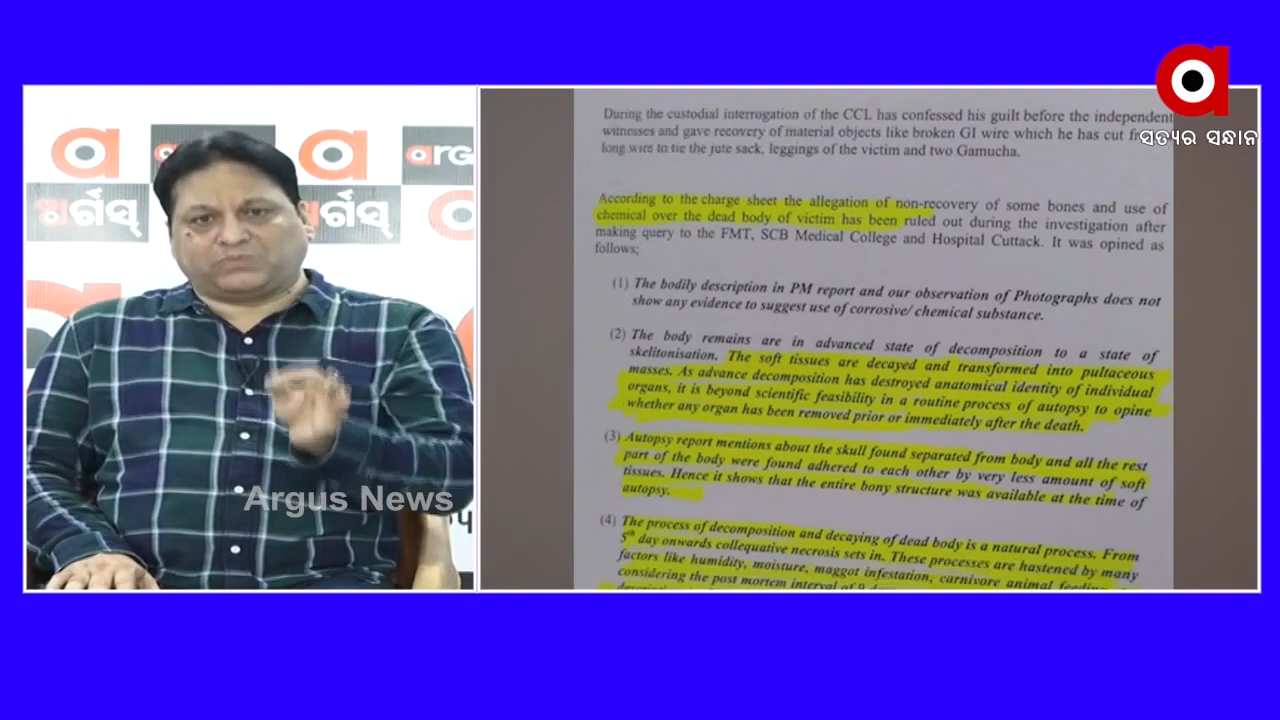 ସତ୍ୟର ସନ୍ଧାନ
arg
ଅର୍ଗସ୍
Argus News
During the custodial interrogation of the CCL has confessed his guilt before the independent
witnesses and gave recovery of material objects like broken GI wire which he has cut
long wire to tie the jute sack, leggings of the victim and two Gamucha.
According to the charge sheet the allegation of non-recovery of some bones and use of
chemical over the dead body of victim has been ruled out during the investigation after
making query to the FMT, SCB Medical College and Hospital Cuttack. It was opined as
follows;
(1) The bodily description in PM report and our observation of Photographs does not
show any evidence to suggest use of corrosive/ chemical substance.
(2) The body remains are in advanced state of decomposition to a state of
skelitonisation. The soft tissues are decayed and transformed into pultaceous
masses. As advance decomposition has destroyed anatomical identity of individual
organs, it is beyond scientific feasibility in a routine process of autopsy to opine
whether any organ has been removed prior or immediately after the death.
(3) Autopsy report mentions about the skull found separated from body and all the rest
part of the body were found adhered to each other by very less amount of soft
tissues. Hence it shows that the entire bony structure was available at the time of
autopsy.
(4) The process of decomposition and decaying of dead body is a natural process. From
5th day onwards collequative necrosis sets in. These processes are hastened by many
factors like humidity, moisture, maggot infestation, carnivore animal feeding
considering the post mortem interval of 9